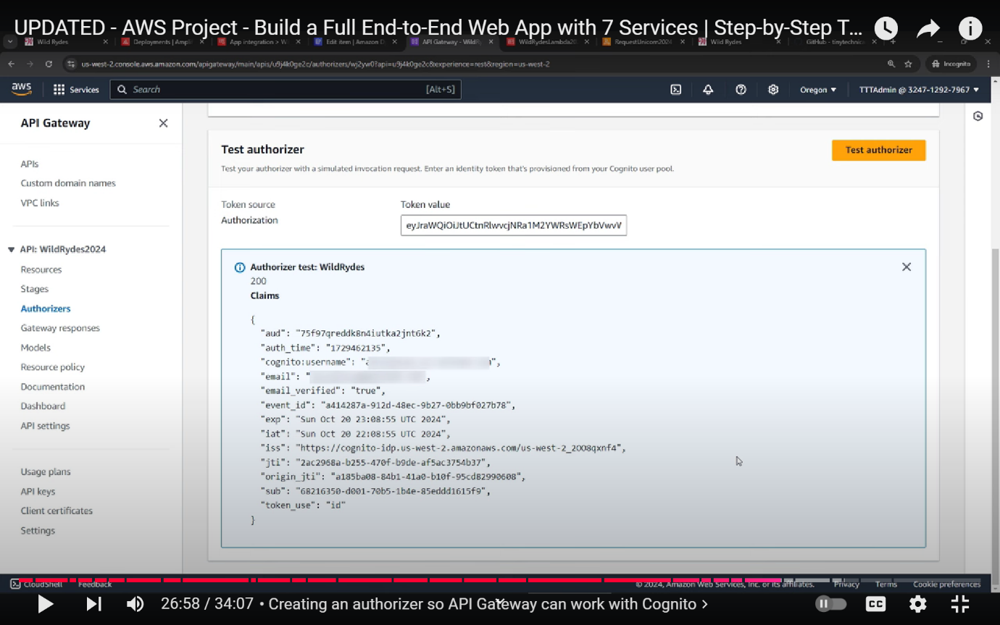 UPDATED - AWS Project - Build a Full End-to-End Web App with 7 Services | Step-by-Step T...
Wild Rydes
Deployments | Ampli
App integration > W
Edit item | Amazon D
API Gateway - WildRy
WildRydesLambda20
RequestUnicorn2024
Wild Rydes
GitHub - tinytechnica
us-west-2.console.aws.amazon.com/apigateway/main/apis/u9j4k0ge2c/authorizers/wj2yw0?api=u9j4k0ge2c&experience=rest&region=us-west-2
Incognito
aws
Services
Search
[Alt+S]
Oregon
TTTAdmin @ 3247-1292-7967
API Gateway
APIs
Custom domain names
VPC links
API: WildRydes2024
Resources
Stages
Authorizers
Gateway responses
Models
Resource policy
Documentation
Dashboard
API settings
Usage plans
API keys
Client certificates
Settings
Test authorizer
Test authorizer
Test your authorizer with a simulated invocation request. Enter an identity token that's provisioned from your Cognito user pool.
Token source
Authorization
Token value
eyJraWQiOiJtUCtnRlwvcjNRa1M2YWRsWEpYbVwvV
Authorizer test: WildRydes
200
Claims
{
"aud": "75f97qreddk8n4iutka2jnt6k2",
"auth_time": "1729462135",
"cognito:username": "a",
"email": "",
"email_verified": "true",
"event_id": "a414287a-912d-48ec-9b27-0bb9bf027b78",
"exp": "Sun Oct 20 23:08:55 UTC 2024",
"iat": "Sun Oct 20 22:08:55 UTC 2024",
"iss": "https://cognito-idp.us-west-2.amazonaws.com/us-west-2_2008qxnf4",
"jti": "2ac2968a-b255-470f-b9de-af5ac3754b37",
"origin_jti": "a185ba08-84b1-41a0-b10f-95cd82990608",
"sub": "68216350-d001-70b5-1b4e-85eddd1615f9",
"token_use": "id"
}
CloudShell
Feedback
© 2024, Amazon Web Services, Inc. or its affiliates.
Privacy
Terms
Cookie preferences
26:58 / 34:07 • Creating an authorizer so API Gateway can work with Cognito >
CC